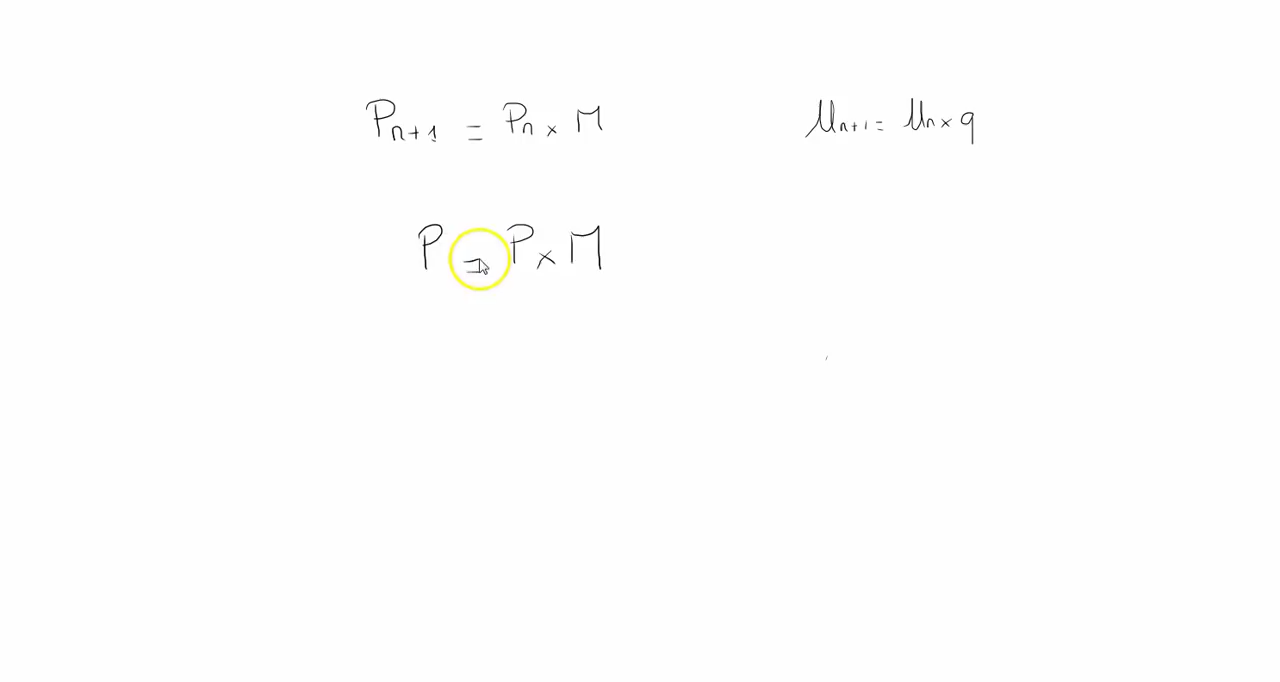 Pn+1 = Pn × M
Un+1 = Un × q
P = P × M